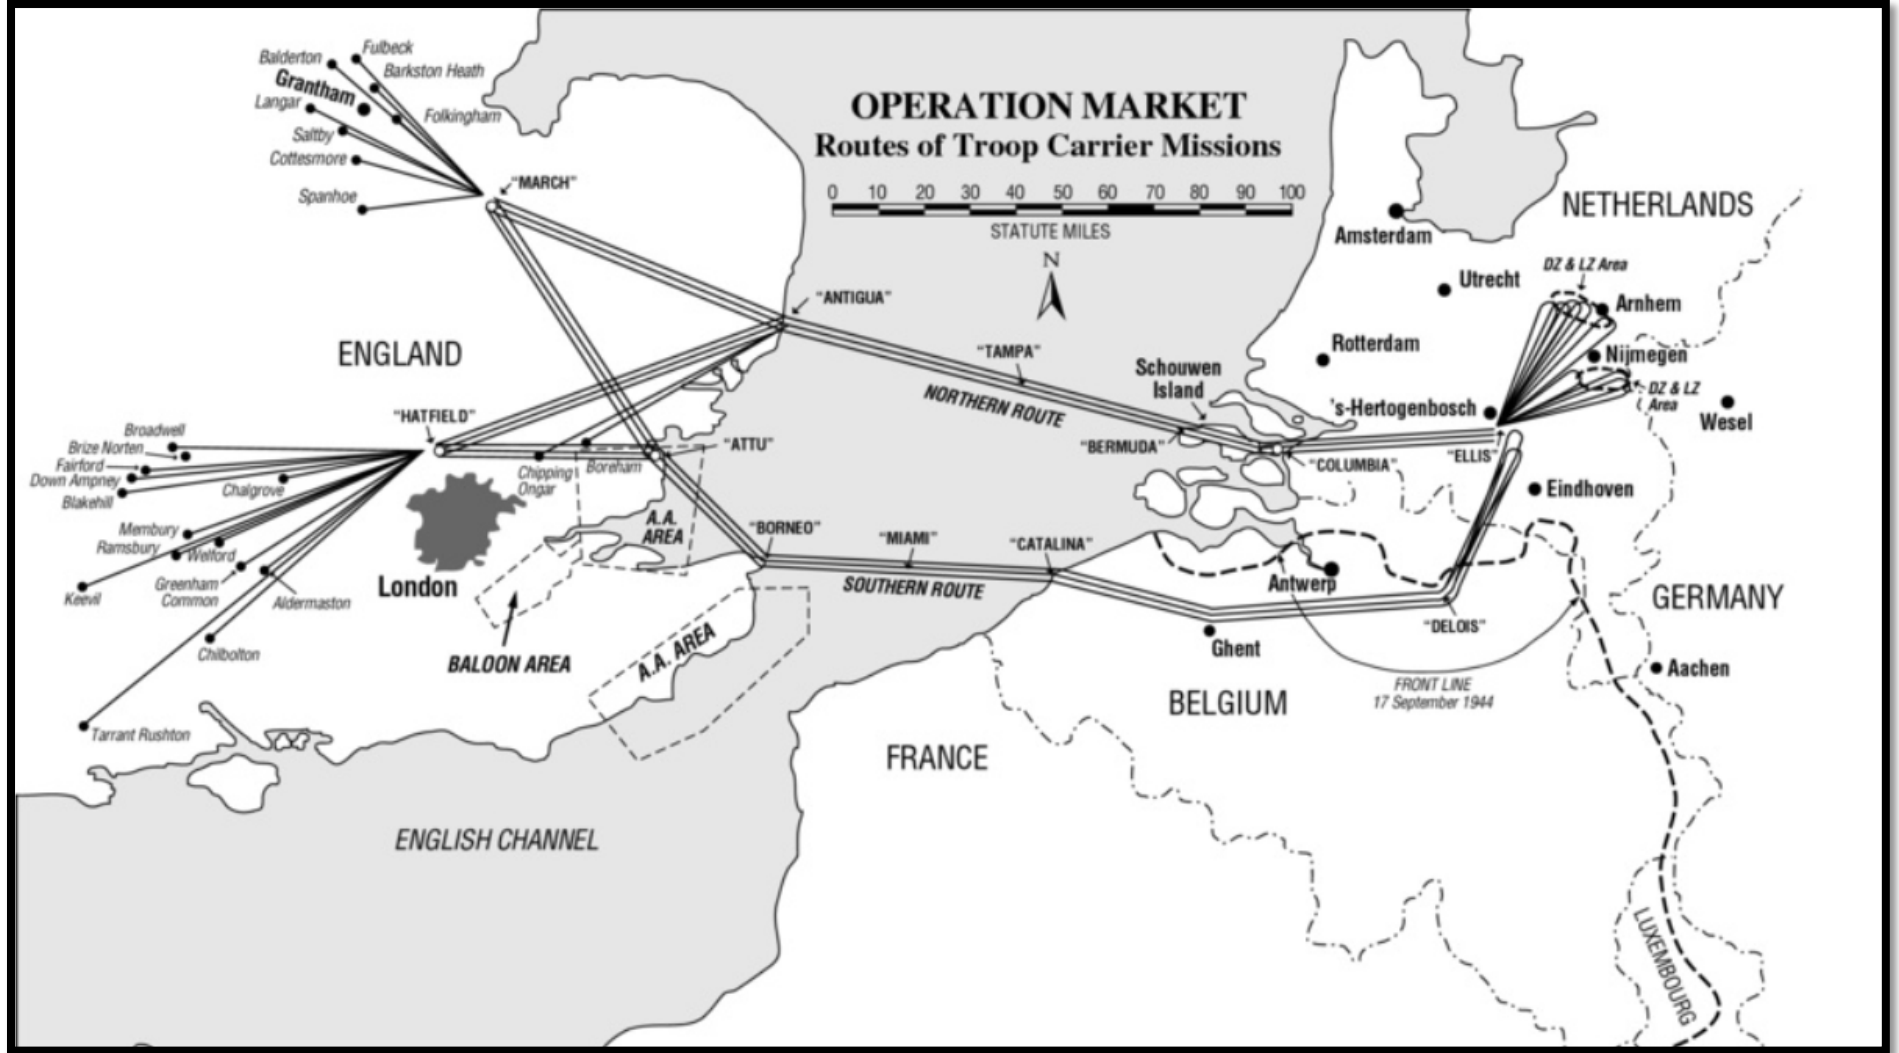 OPERATION MARKET
Routes of Troop Carrier Missions
0 10 20 30 40 50 60 70 80 90 100
STATUTE MILES
N
Fulbeck
Balderton
Barkston Heath
Grantham
Langar
Folkingham
Saltby
Cottesmore
Spanhoe
"MARCH"
"ANTIGUA"
ENGLAND
"HATFIELD"
Broadwell
Brize Norten
Fairford
Down Ampney
Blakehill
Chalgrove
Membury
Ramsbury
Welford
Keevil
Greenham
Common
Aldermaston
Chilbolton
Tarrant Rushton
London
Chipping
Ongar
Boreham
"ATTU"
A.A.
AREA
BALOON AREA
A.A. AREA
"BORNEO"
"MIAMI"
"CATALINA"
SOUTHERN ROUTE
"TAMPA"
NORTHERN ROUTE
Schouwen
Island
"BERMUDA"
"COLUMBIA"
"ELLIS"
"DELOIS"
NETHERLANDS
Amsterdam
Utrecht
Rotterdam
's-Hertogenbosch
DZ & LZ Area
Arnhem
Nijmegen
DZ & LZ
Area
Wesel
Eindhoven
Antwerp
Ghent
GERMANY
Aachen
FRONT LINE
17 September 1944
BELGIUM
FRANCE
ENGLISH CHANNEL
LUXEMBOURG